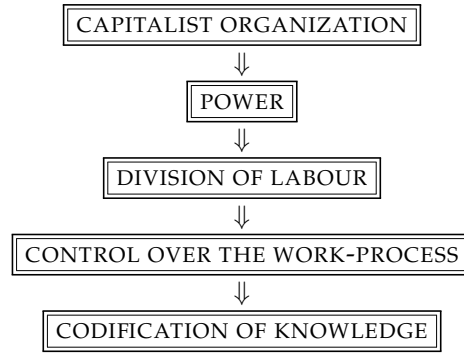 CAPITALIST ORGANIZATION
⇓
POWER
⇓
DIVISION OF LABOUR
⇓
CONTROL OVER THE WORK-PROCESS
⇓
CODIFICATION OF KNOWLEDGE